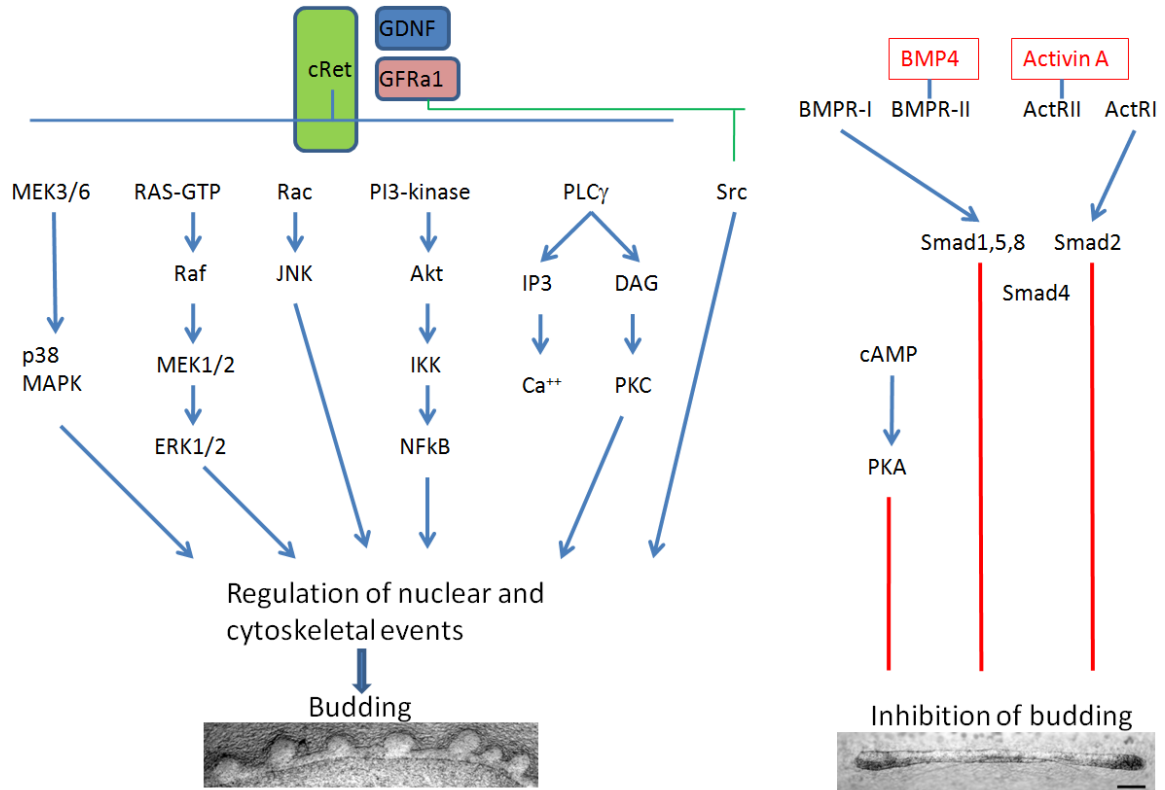 GDNF
cRet
GFRa1
BMP4
Activin A
BMPR-I
BMPR-II
ActRII
ActRI
MEK3/6
RAS-GTP
Rac
PI3-kinase
PLCγ
Src
Smad1,5,8
Smad2
Raf
JNK
Akt
IP3
DAG
Smad4
p38
MAPK
MEK1/2
IKK
Ca⁺⁺
PKC
cAMP
ERK1/2
NFkB
PKA
Regulation of nuclear and
cytoskeletal events
Budding
Inhibition of budding